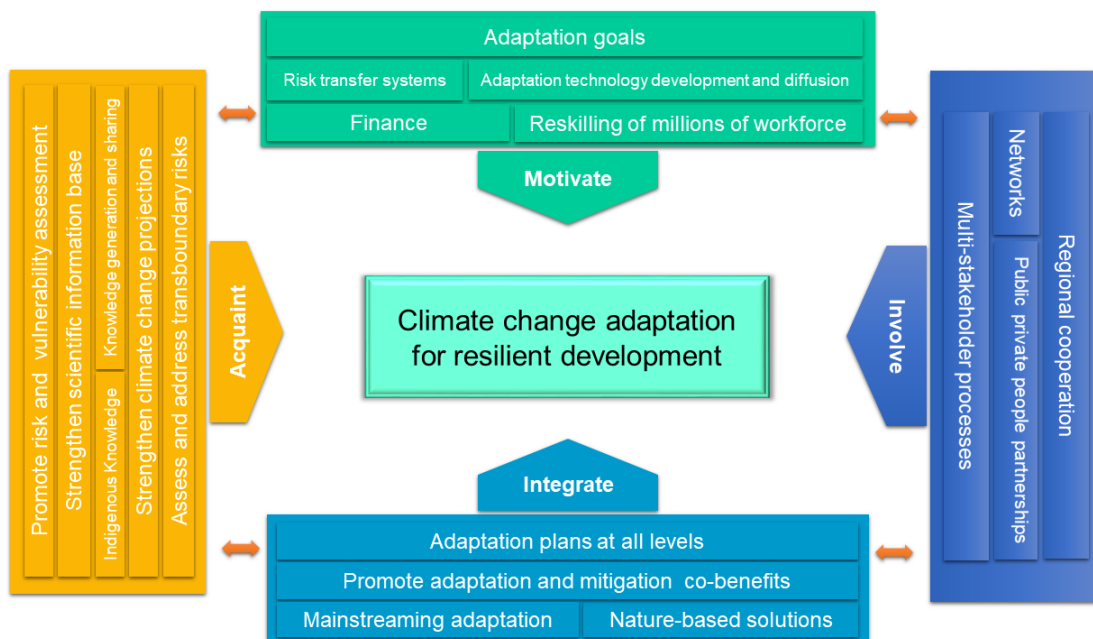 Adaptation goals
Risk transfer systems
Adaptation technology development and diffusion
Finance
Reskilling of millions of workforce
Motivate
Promote risk and vulnerability assessment
Strengthen scientific information base
Indigenous Knowledge
Knowledge generation and sharing
Strengthen climate change projections
Assess and address transboundary risks
Acquaint
Climate change adaptation
for resilient development
Involve
Multi-stakeholder processes
Networks
Public private people partnerships
Regional cooperation
Integrate
Adaptation plans at all levels
Promote adaptation and mitigation co-benefits
Mainstreaming adaptation
Nature-based solutions